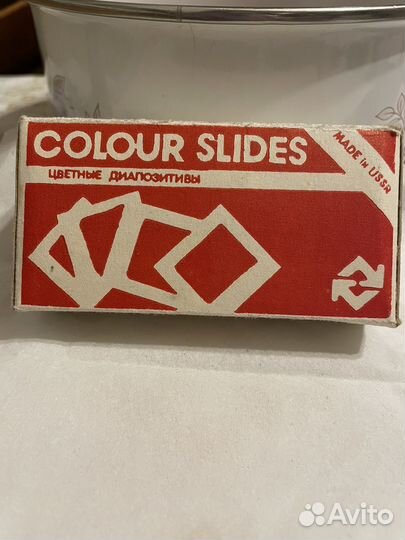 COLOUR SLIDES
ЦВЕТНЫЕ ДИАПОЗИТИВЫ
MADE IN USSR
Avito